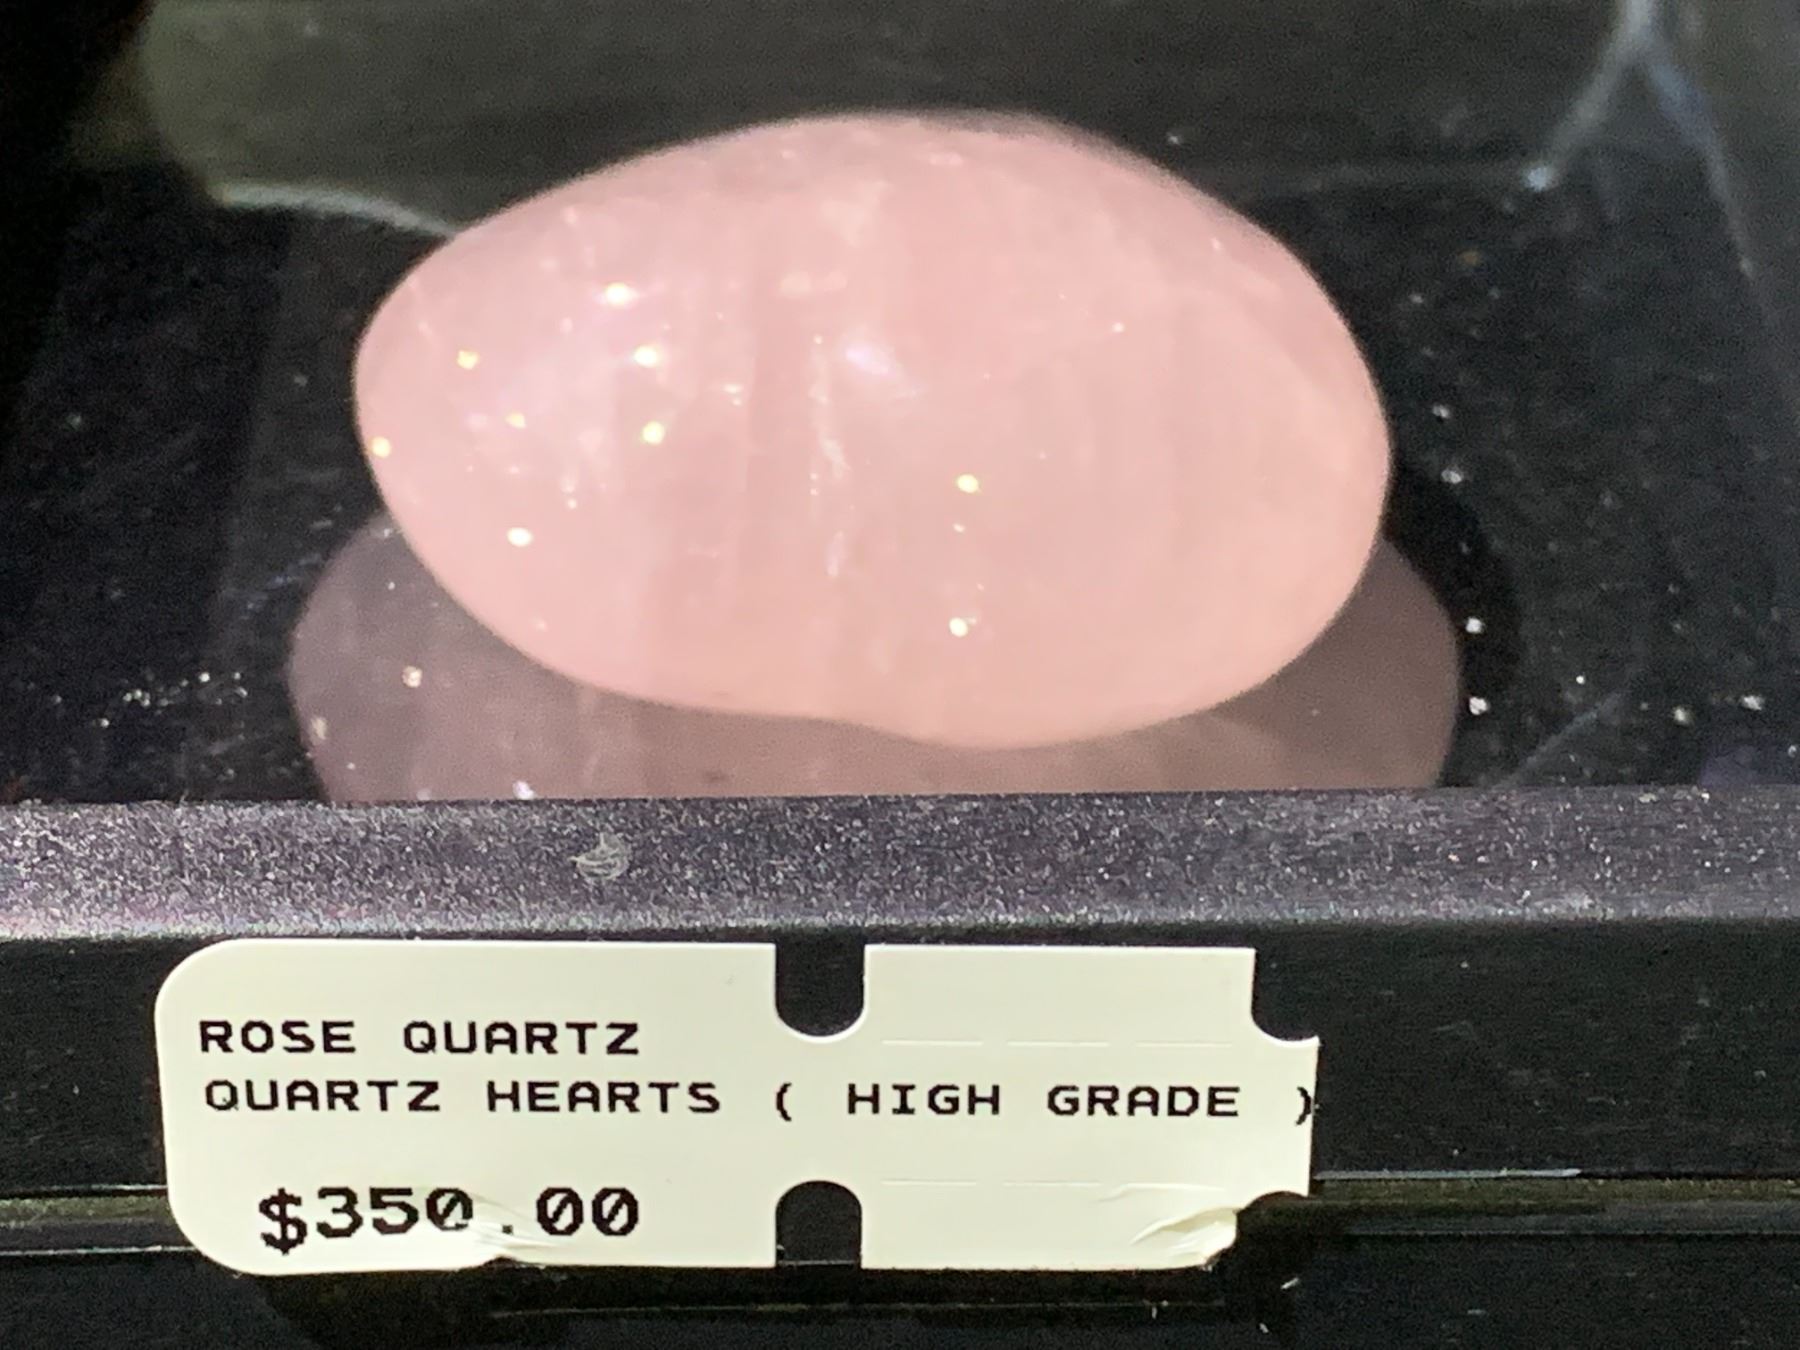 ROSE QUARTZ
QUARTZ HEARTS ( HIGH GRADE )
$350.00